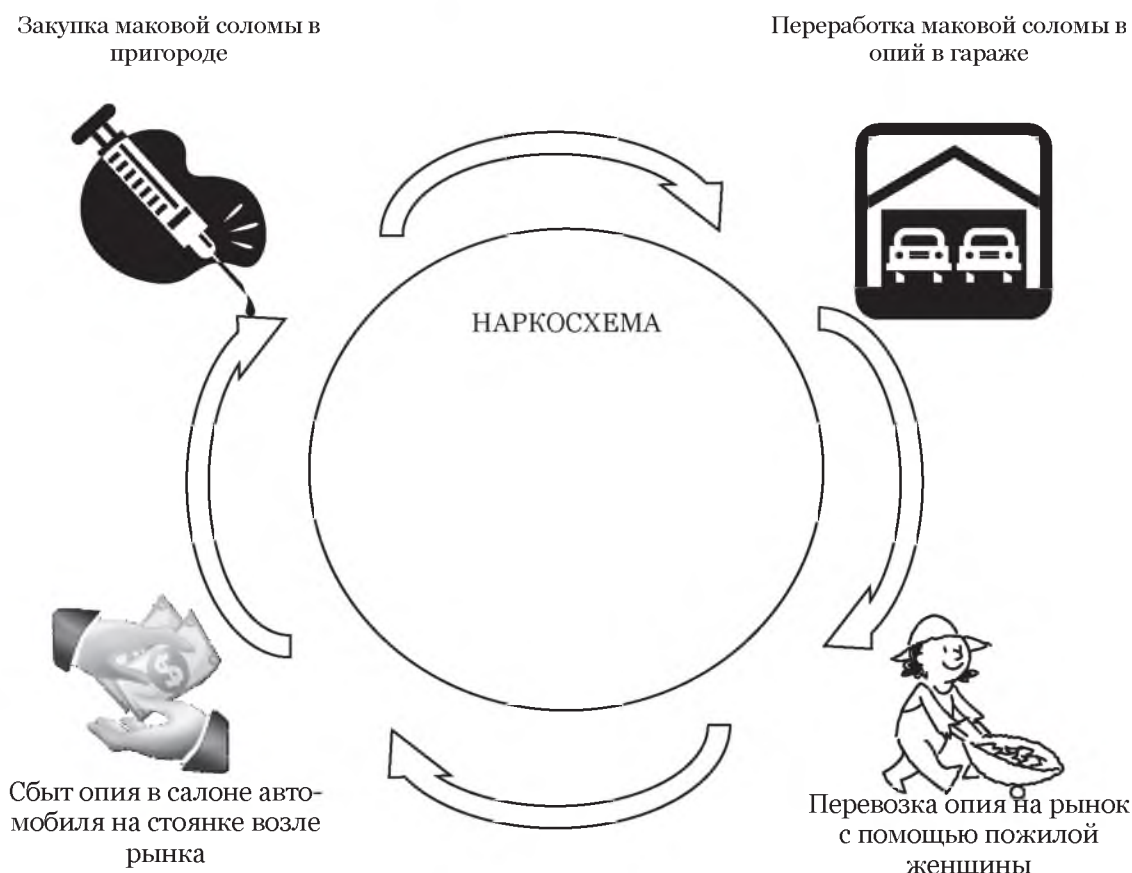 Закупка маковой соломы в
пригороде
Переработка маковой соломы в
опий в гараже
НАРКОСХЕМА
Сбыт опия в салоне авто-
мобиля на стоянке возле
рынка
Перевозка опия на рынок
с помощью пожилой
женщины